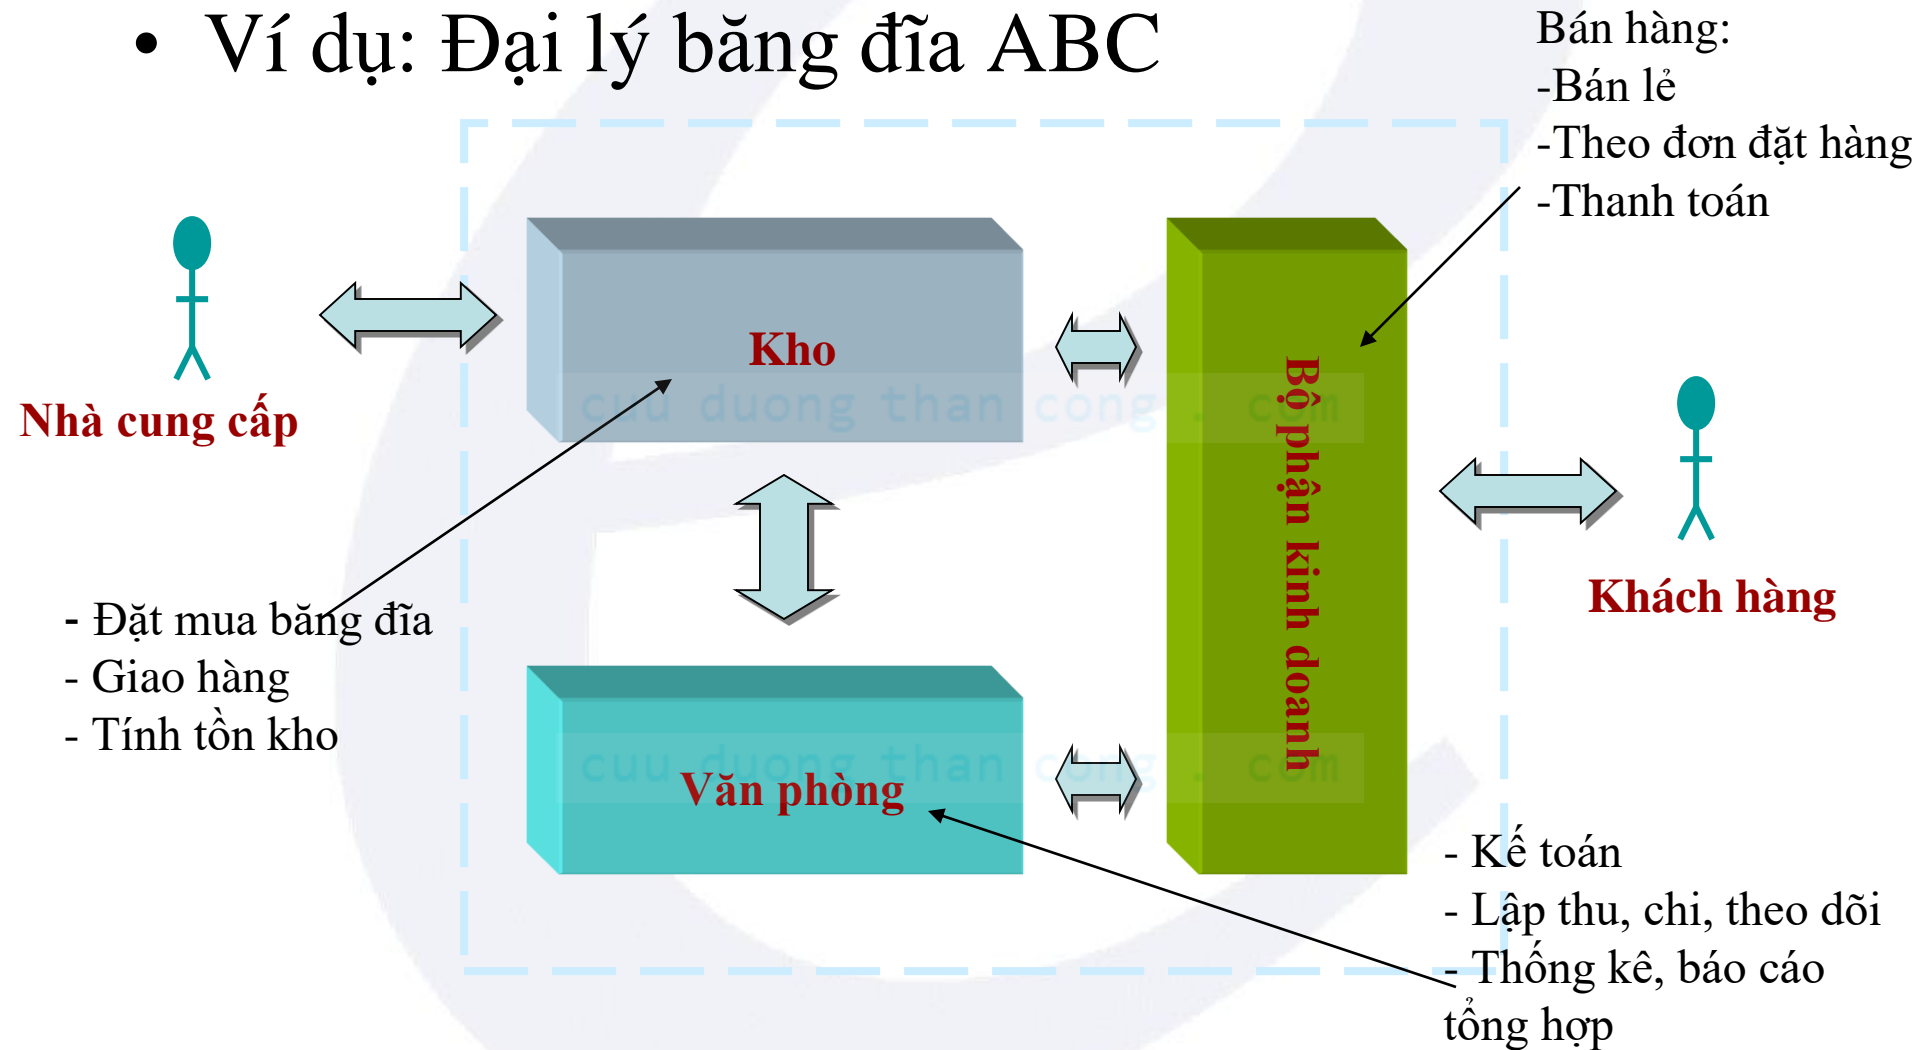 • Ví dụ: Đại lý băng đĩa ABC
Bán hàng:
-Bán lẻ
-Theo đơn đặt hàng
-Thanh toán
Kho
cuu duong than cong . com
Bộ phận kinh doanh
Nhà cung cấp
Khách hàng
- Đặt mua băng đĩa
- Giao hàng
- Tính tồn kho
Văn phòng
cuu duong than cong . com
- Kế toán
- Lập thu, chi, theo dõi
- Thống kê, báo cáo
tổng hợp